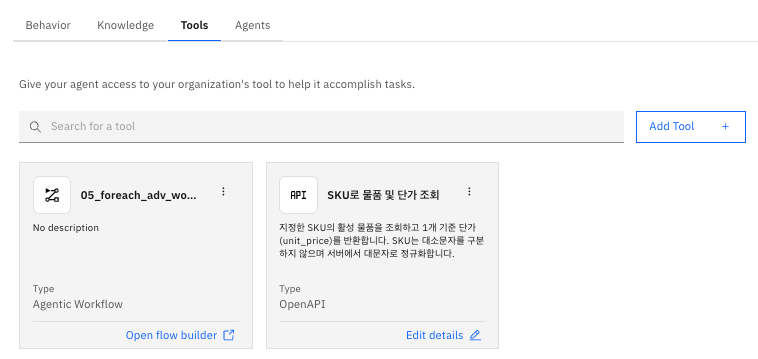 Behavior Knowledge Tools Agents
Give your agent access to your organization's tool to help it accomplish tasks.
Search for a tool
Add Tool +
05_foreach_adv_wo...
No description
Type
Agentic Workflow
Open flow builder
API
SKU로 물품 및 단가 조회
지정한 SKU의 활성 물품을 조회하고 1개 기준 단가
(unit_price)를 반환합니다. SKU는 대소문자를 구분
하지 않으며 서버에서 대문자로 정규화합니다.
Type
OpenAPI
Edit details